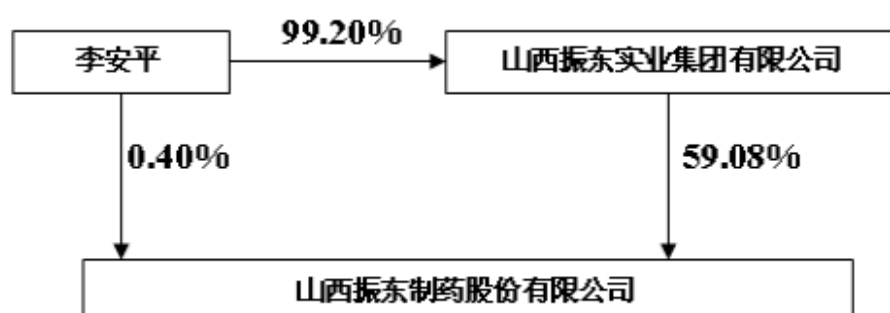 99.20%
李安平
山西振东实业集团有限公司
0.40%
59.08%
山西振东制药股份有限公司